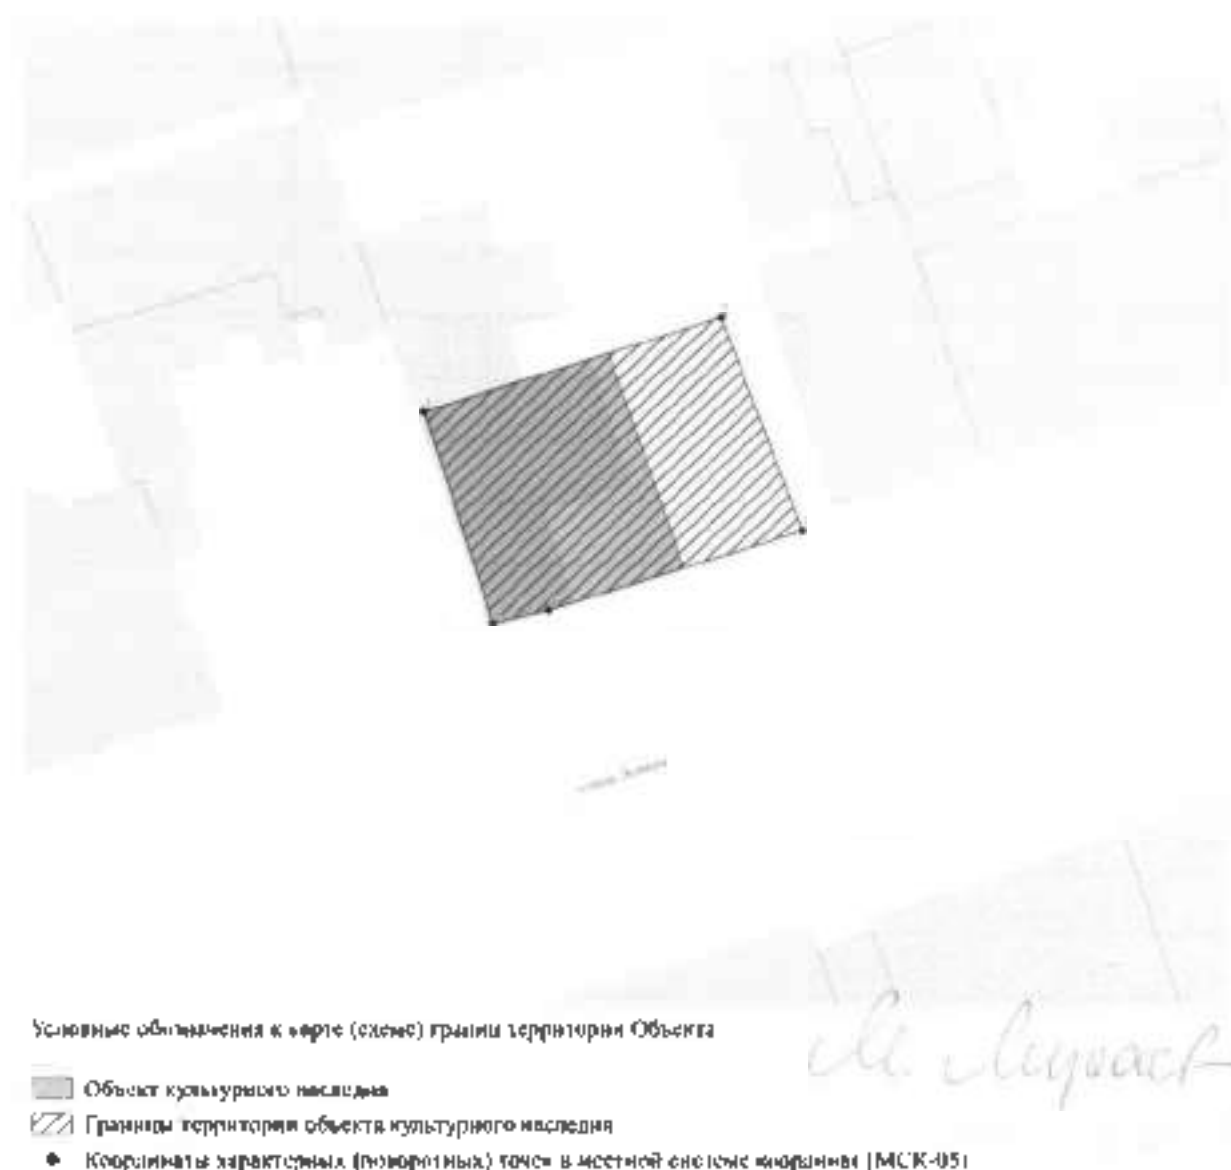 Условные обозначения к карте (схеме) границ территории Объекта
Объект культурного наследия
Границы территории объекта культурного наследия
Координаты характерных (поворотных) точек в местной системе координат (МСК-05)